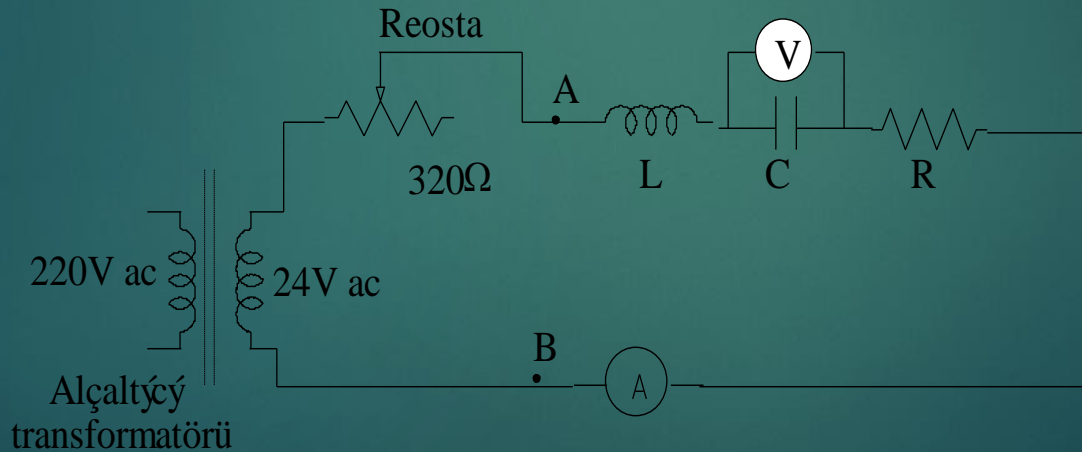 Reosta
V
A
320Ω
L
C
R
220V ac
24V ac
B
A
Alçaltýcý
transformatörü